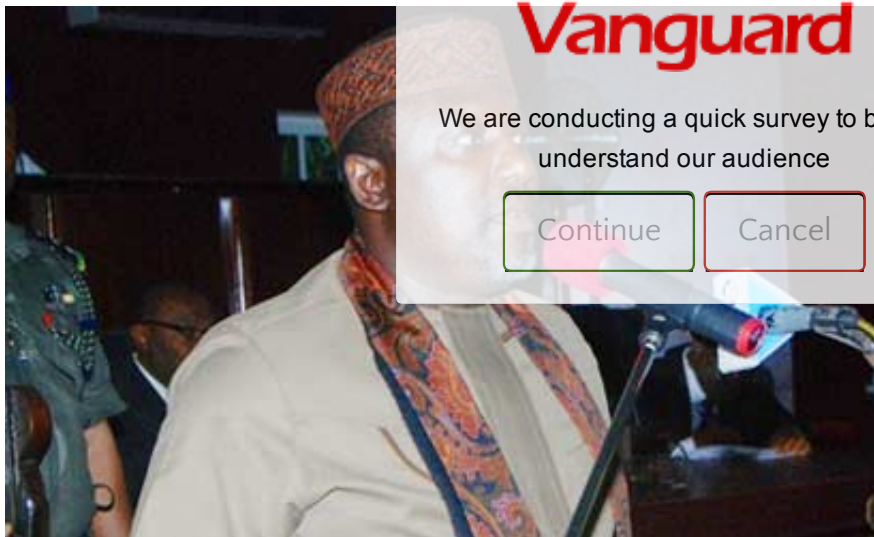 Vanguard
We are conducting a quick survey to b
understand our audience
Continue
Cancel